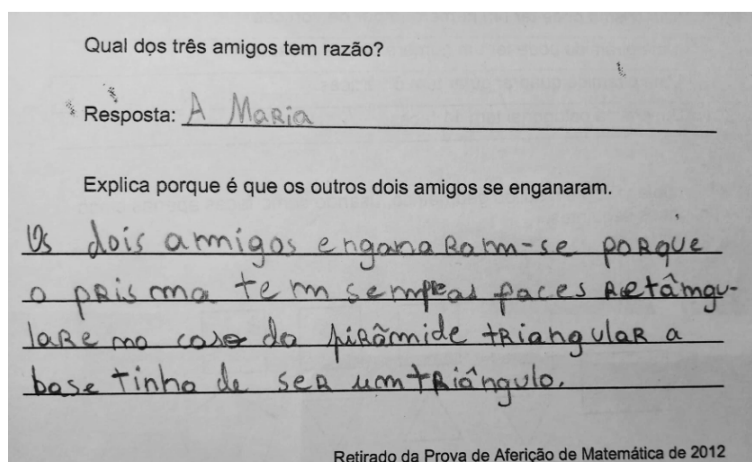 Qual dos três amigos tem razão?
Resposta: A Maria
Explica porque é que os outros dois amigos se enganaram.
Os dois amigos enganaram-se porque
o prisma tem sempre as faces retângu-
lare no caso da pirâmide triangular a
base tinha de ser um triângulo.
Retirado da Prova de Aferição de Matemática de 2012